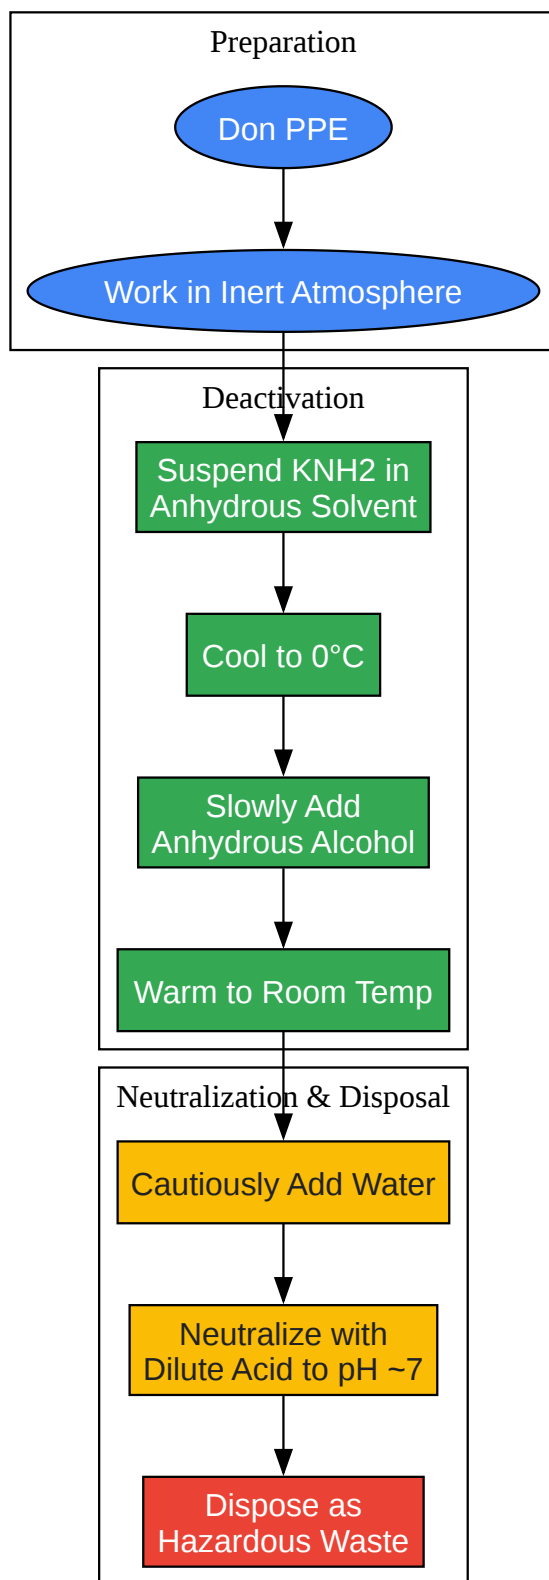 Preparation
Don PPE
Work in Inert Atmosphere
Deactivation
Suspend KNH2 in
Anhydrous Solvent
Cool to 0°C
Slowly Add
Anhydrous Alcohol
Warm to Room Temp
Neutralization & Disposal
Cautiously Add Water
Neutralize with
Dilute Acid to pH ~7
Dispose as
Hazardous Waste